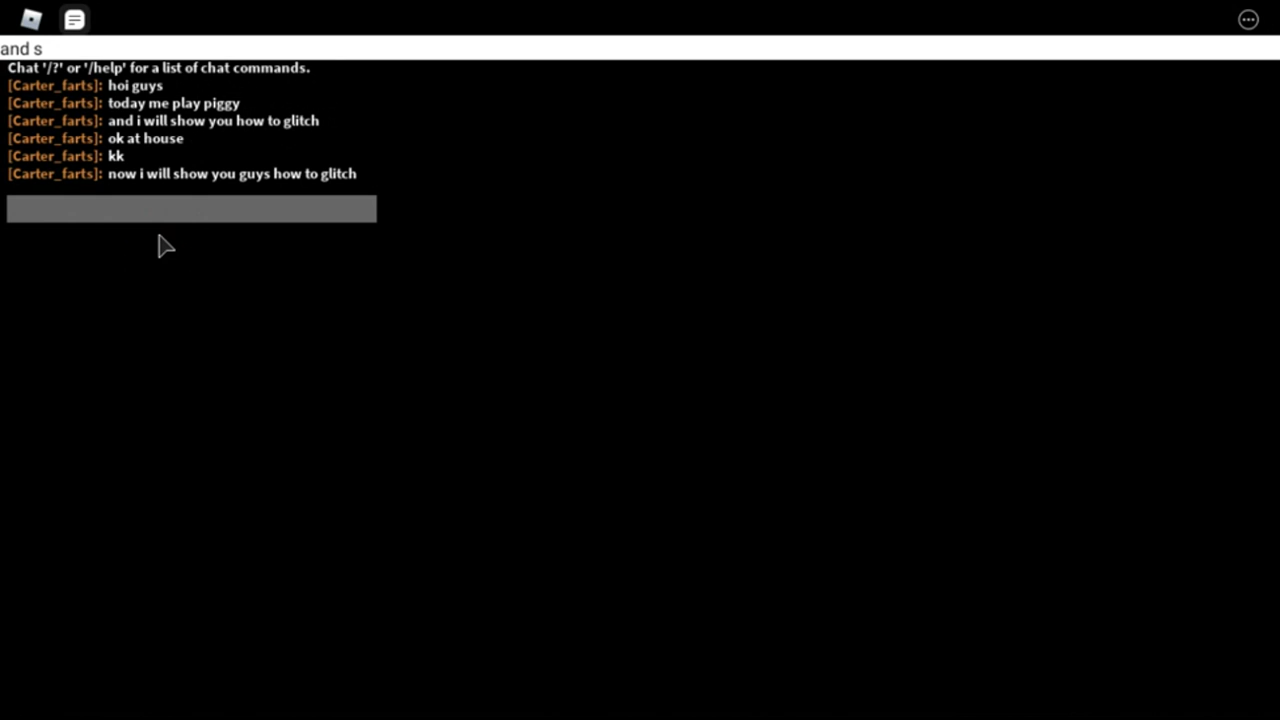 and s
Chat '/?' or '/help' for a list of chat commands.
[Carter_farts]: hoi guys
[Carter_farts]: today me play piggy
[Carter_farts]: and i will show you how to glitch
[Carter_farts]: ok at house
[Carter_farts]: kk
[Carter_farts]: now i will show you guys how to glitch